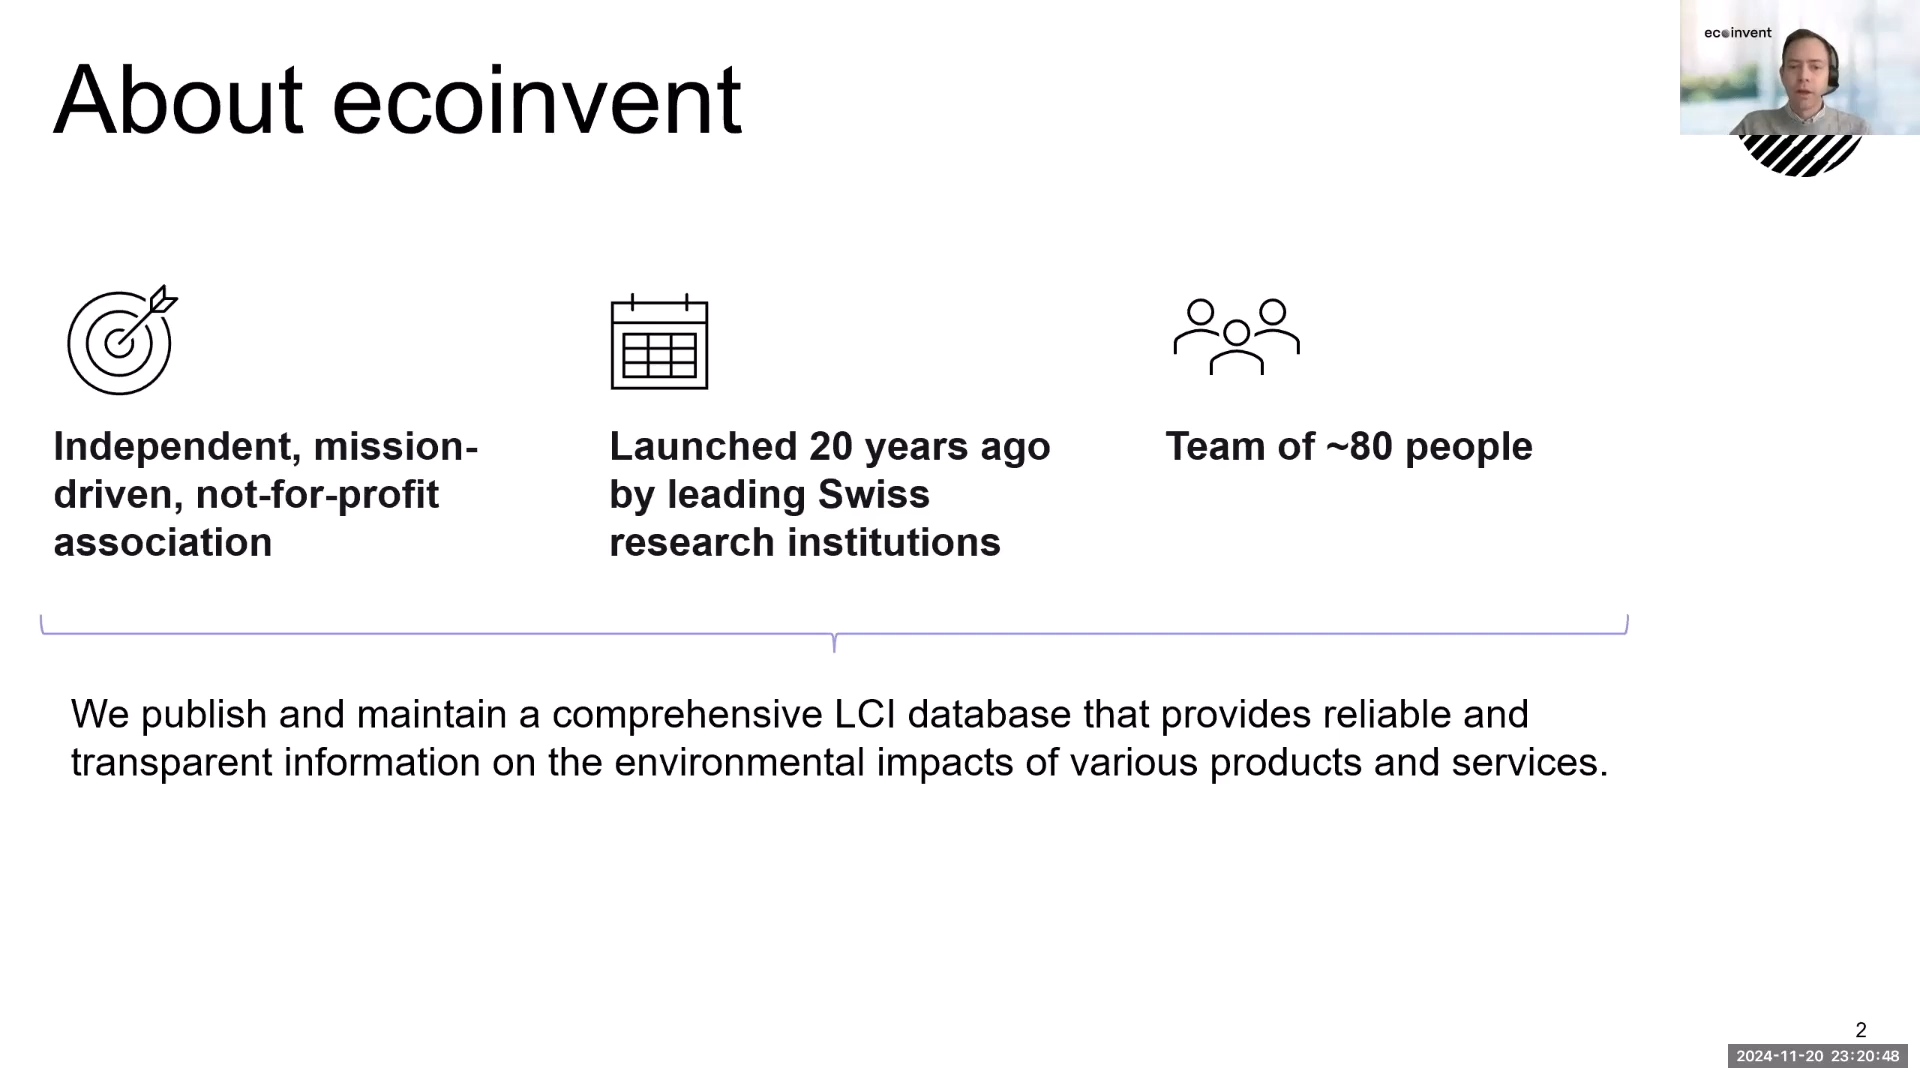 About ecoinvent
ecoinvent
Independent, mission-
driven, not-for-profit
association
Launched 20 years ago
by leading Swiss
research institutions
Team of ~80 people
We publish and maintain a comprehensive LCI database that provides reliable and
transparent information on the environmental impacts of various products and services.
2
2024-11-20 23:20:48